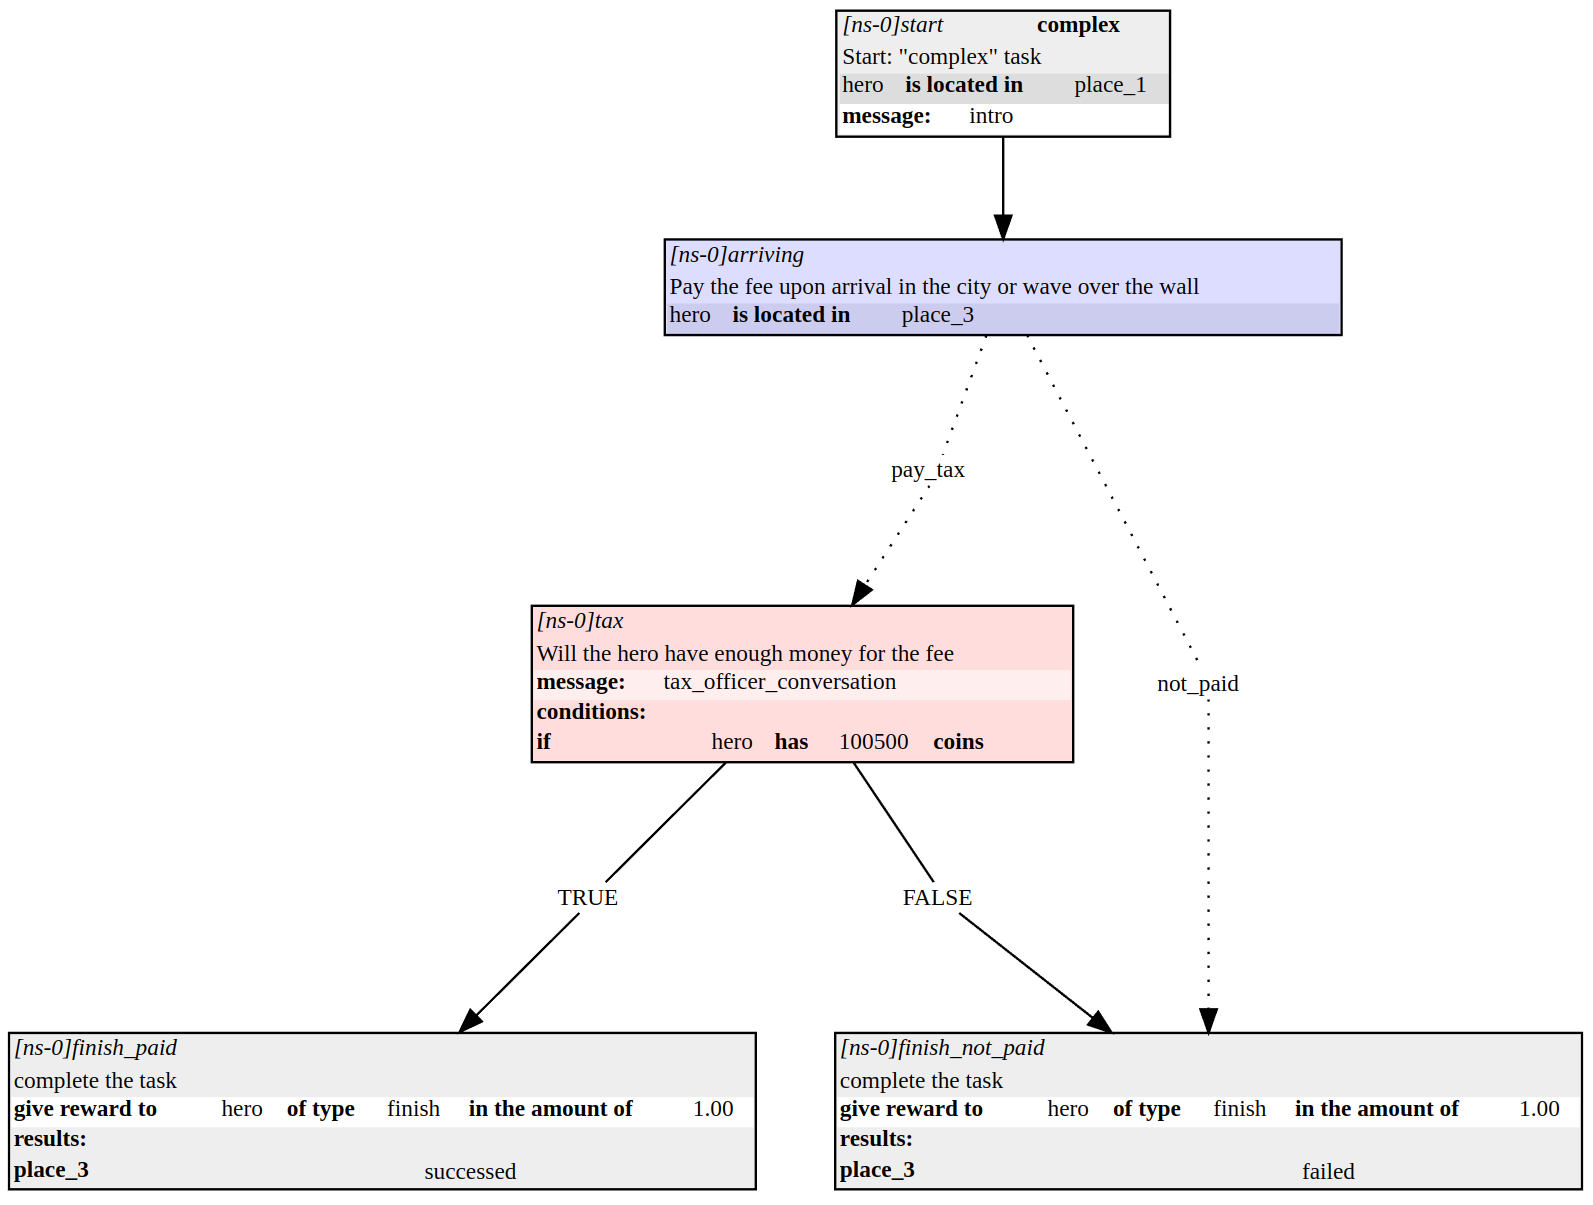 [ns-0]start complex
Start: "complex" task
hero is located in place_1
message: intro
[ns-0]arriving
Pay the fee upon arrival in the city or wave over the wall
hero is located in place_3
pay_tax
[ns-0]tax
Will the hero have enough money for the fee
message: tax_officer_conversation
conditions:
if hero has 100500 coins
not_paid
TRUE
FALSE
[ns-0]finish_paid
complete the task
give reward to hero of type finish in the amount of 1.00
results:
place_3 successed
[ns-0]finish_not_paid
complete the task
give reward to hero of type finish in the amount of 1.00
results:
place_3 failed